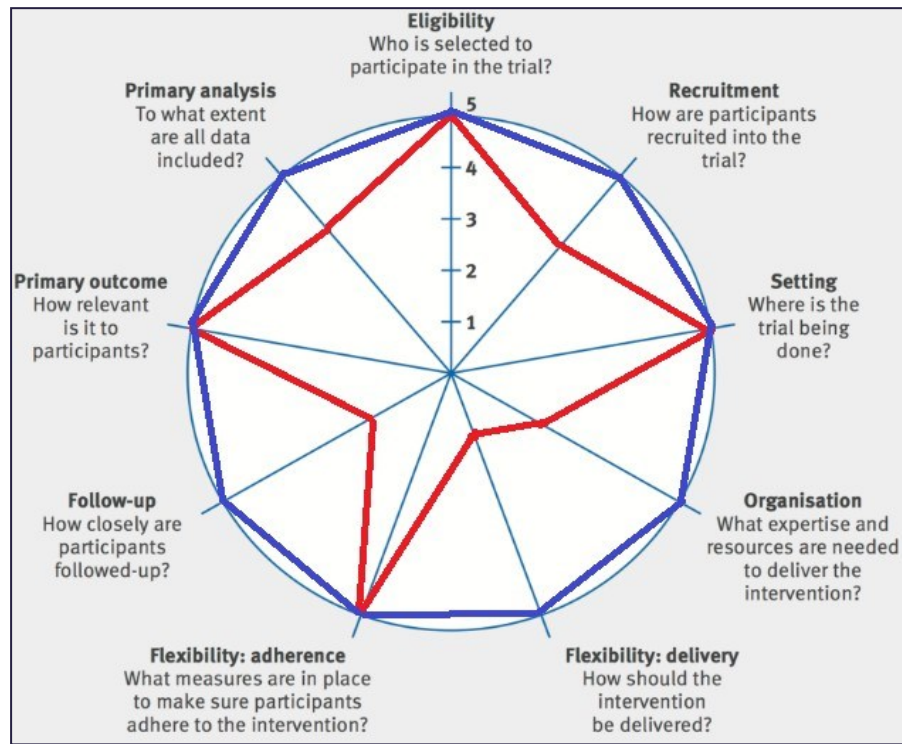 Eligibility
Who is selected to
participate in the trial?
Recruitment
How are participants
recruited into the
trial?
Setting
Where is the
trial being
done?
Organisation
What expertise and
resources are needed
to deliver the
intervention?
Flexibility: delivery
How should the
intervention
be delivered?
Flexibility: adherence
What measures are in place
to make sure participants
adhere to the intervention?
Follow-up
How closely are
participants
followed-up?
Primary outcome
How relevant
is it to
participants?
Primary analysis
To what extent
are all data
included?
5
4
3
2
1